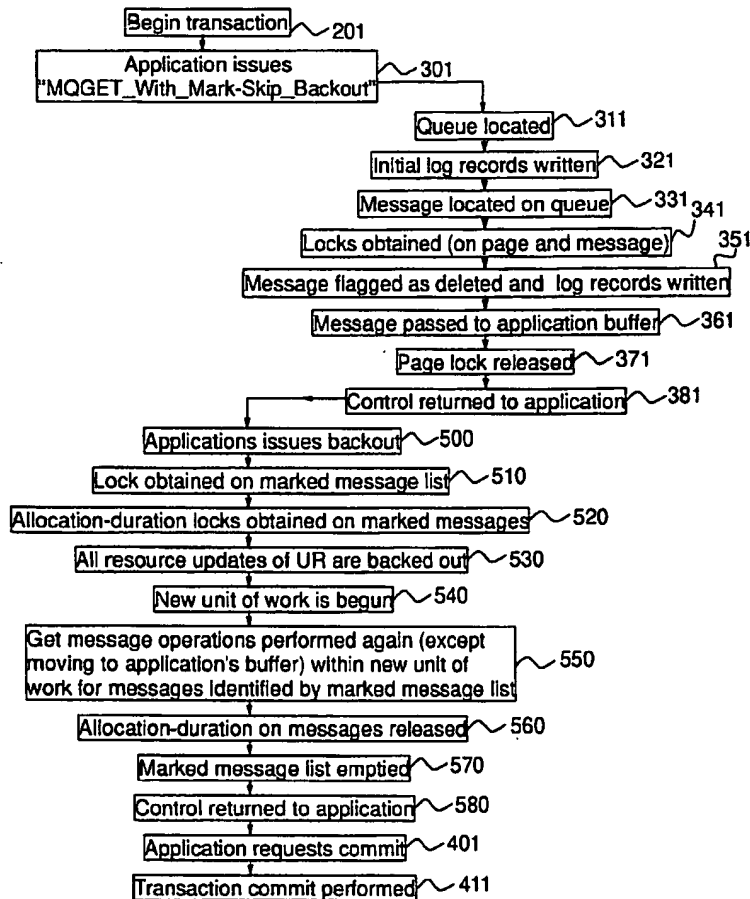 Begin transaction 201
Application issues
"MQGET_With_Mark-Skip_Backout" 301
Queue located 311
Initial log records written 321
Message located on queue 331
Locks obtained (on page and message) 341
Message flagged as deleted and log records written 351
Message passed to application buffer 361
Page lock released 371
Control returned to application 381
Applications issues backout 500
Lock obtained on marked message list 510
Allocation-duration locks obtained on marked messages 520
All resource updates of UR are backed out 530
New unit of work is begun 540
Get message operations performed again (except
moving to application's buffer) within new unit of
work for messages identified by marked message list 550
Allocation-duration on messages released 560
Marked message list emptied 570
Control returned to application 580
Application requests commit 401
Transaction commit performed 411